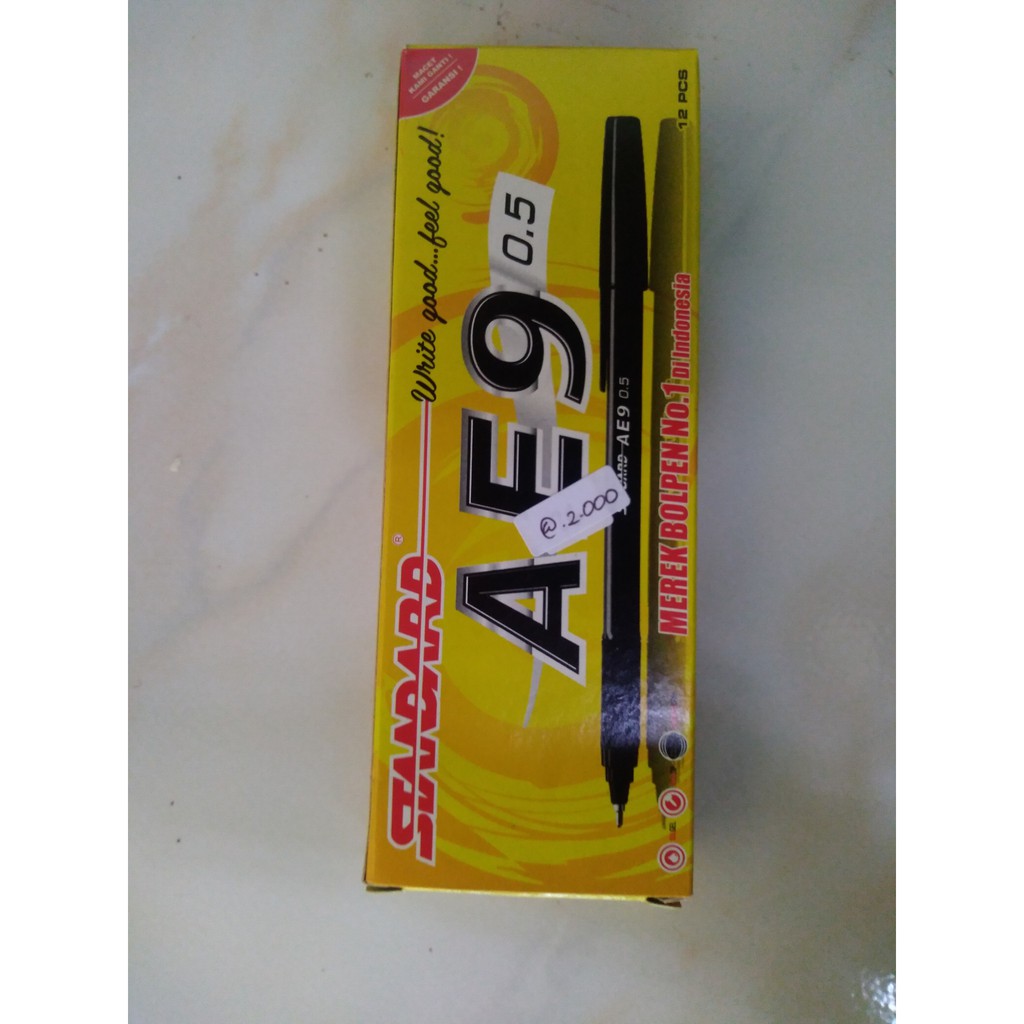 MACET
KAMI GANTI !
GARANSI !
STANDARD®
Write good...feel good!
AE9 0.5
@.2.000
AE9 0.5
MEREK BOLPEN No.1 DI Indonesia
12 PCS